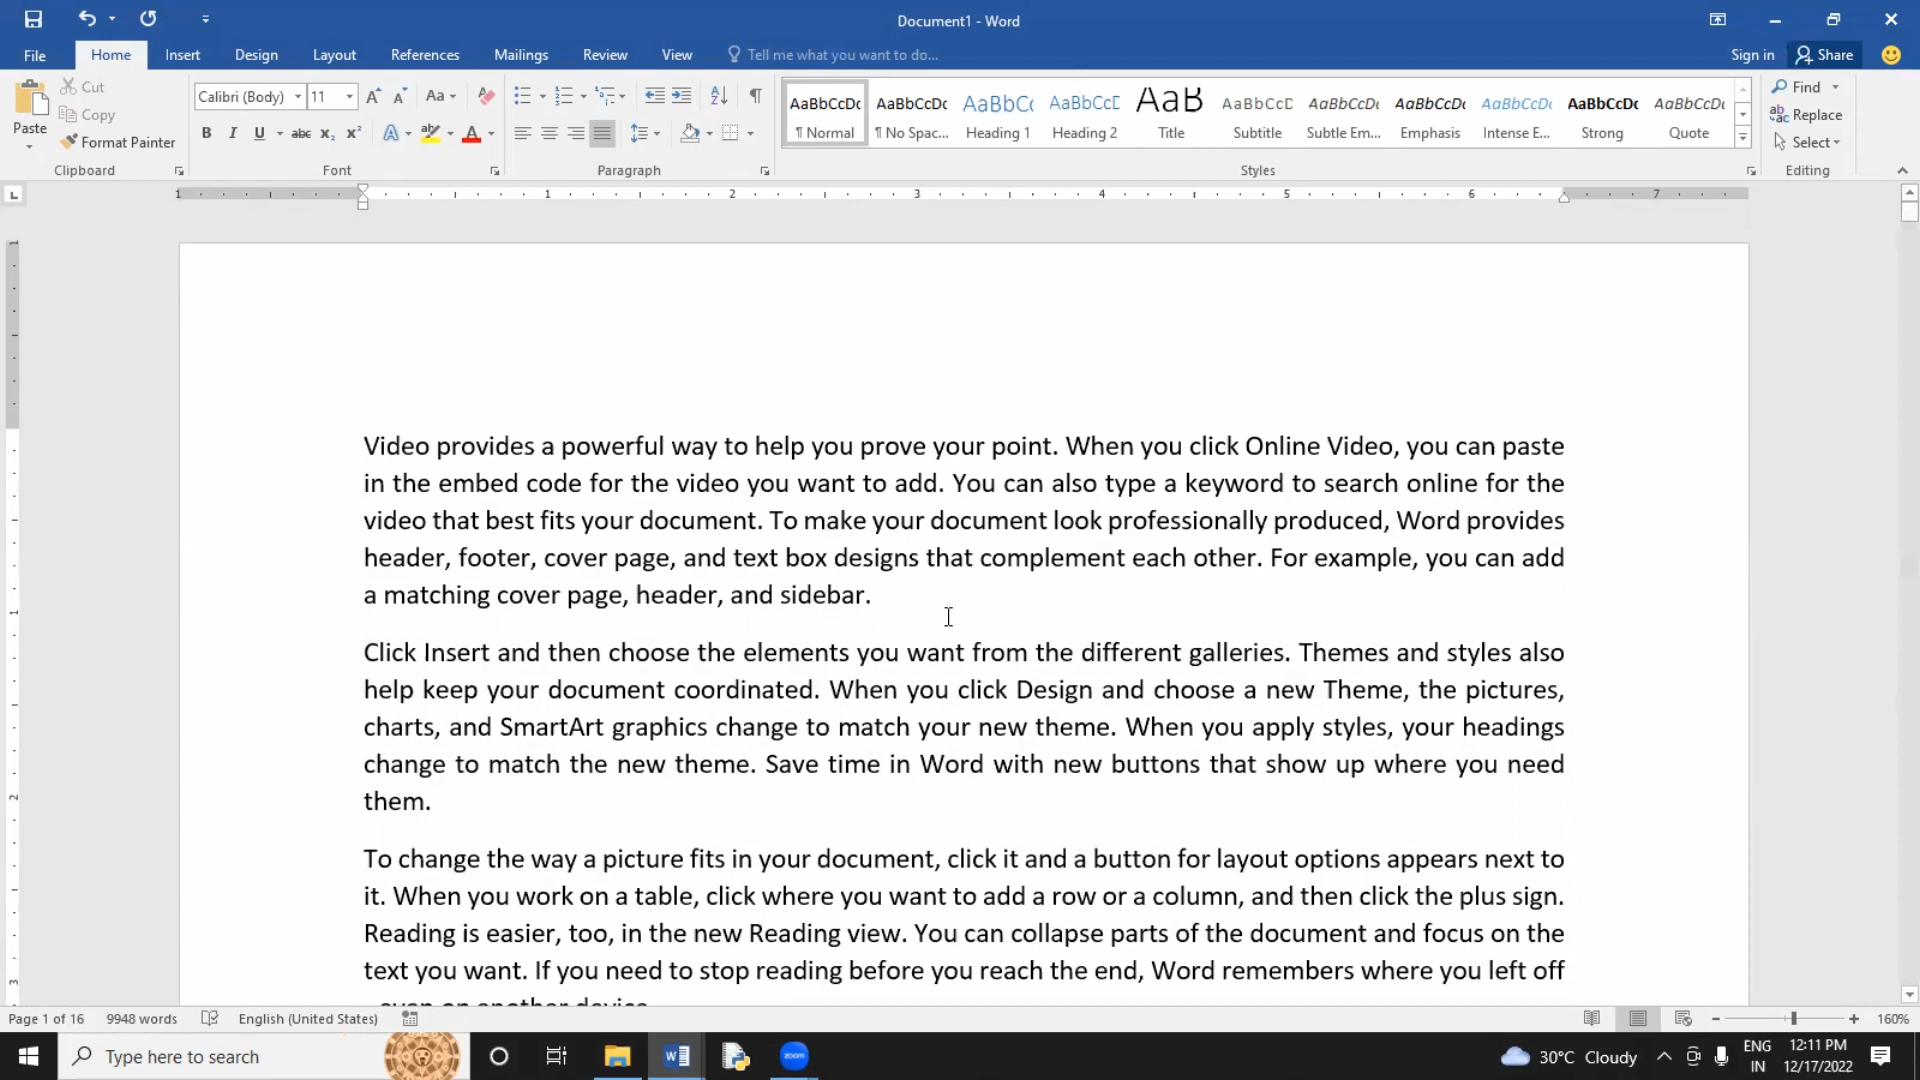 Document1 - Word
File Home Insert Design Layout References Mailings Review View Tell me what you want to do... Sign in Share
Paste Cut Copy Format Painter
Clipboard
Calibri (Body) 11 Aa
B I U abc x₂ x² A A
Font
Paragraph
AaBbCcDc AaBbCcDc AaBbCc AaBbCcC AaB AaBbCcD AaBbCcDc AaBbCcDc AaBbCcDc AaBbCcDc AaBbCcDc
¶ Normal ¶ No Spac... Heading 1 Heading 2 Title Subtitle Subtle Em... Emphasis Intense E... Strong Quote
Styles
Find
Replace
Select
Editing
1 1 2 3 4 5 6 7
Video provides a powerful way to help you prove your point. When you click Online Video, you can paste
in the embed code for the video you want to add. You can also type a keyword to search online for the
video that best fits your document. To make your document look professionally produced, Word provides
header, footer, cover page, and text box designs that complement each other. For example, you can add
a matching cover page, header, and sidebar.
Click Insert and then choose the elements you want from the different galleries. Themes and styles also
help keep your document coordinated. When you click Design and choose a new Theme, the pictures,
charts, and SmartArt graphics change to match your new theme. When you apply styles, your headings
change to match the new theme. Save time in Word with new buttons that show up where you need
them.
To change the way a picture fits in your document, click it and a button for layout options appears next to
it. When you work on a table, click where you want to add a row or a column, and then click the plus sign.
Reading is easier, too, in the new Reading view. You can collapse parts of the document and focus on the
text you want. If you need to stop reading before you reach the end, Word remembers where you left off
- even on another device.
Page 1 of 16 9948 words English (United States) 160%
Type here to search zoom 30°C Cloudy ENG IN 12:11 PM 12/17/2022